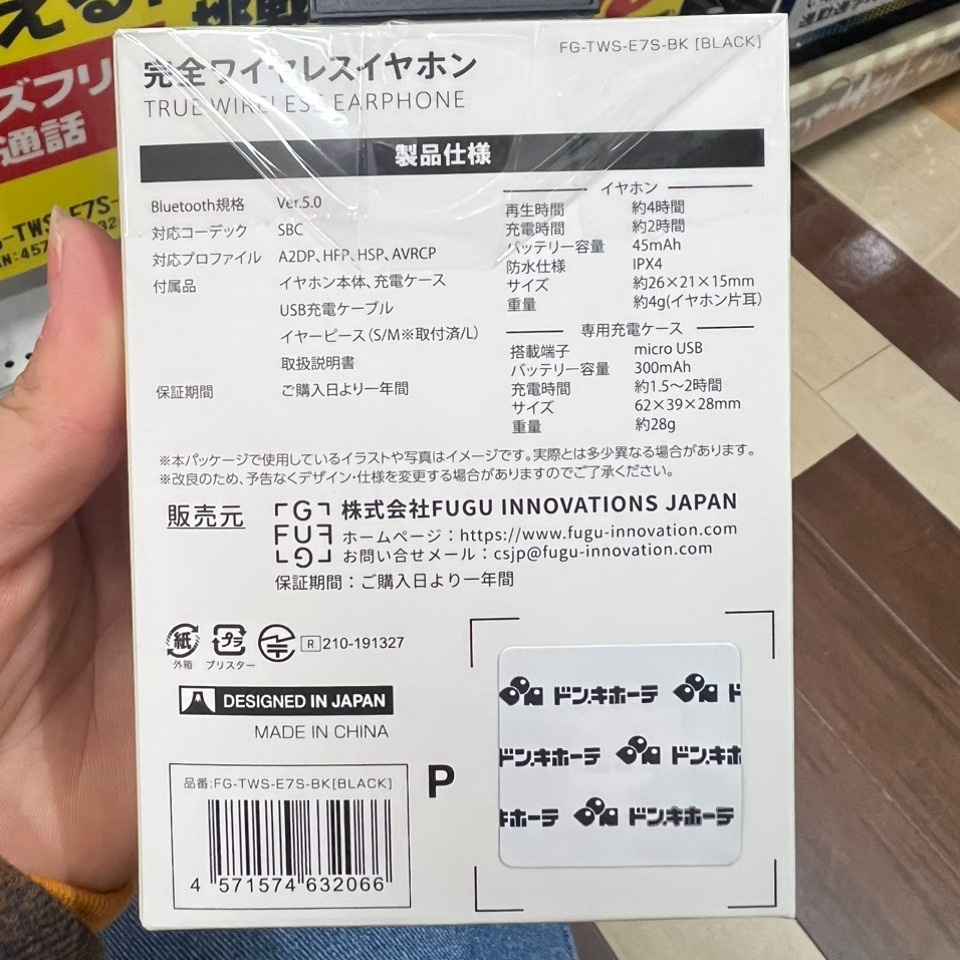 える!
挑戦
ズフリ
通話
FG-TWS-E7S-BK [BLACK]
完全ワイヤレスイヤホン
TRUE WIRELESS EARPHONE
製品仕様
Bluetooth規格 Ver.5.0
対応コーデック SBC
対応プロファイル A2DP、HFP、HSP、AVRCP
付属品 イヤホン本体、充電ケース
USB充電ケーブル
イヤーピース(S/M※取付済/L)
取扱説明書
保証期間 ご購入日より一年間
イヤホン
再生時間 約4時間
充電時間 約2時間
バッテリー容量 45mAh
防水仕様 IPX4
サイズ 約26×21×15mm
重量 約4g(イヤホン片耳)
専用充電ケース
搭載端子 micro USB
バッテリー容量 300mAh
充電時間 約1.5～2時間
サイズ 62×39×28mm
重量 約28g
※本パッケージで使用しているイラストや写真はイメージです。実際とは多少異なる場合があります。
※改良のため、予告なくデザイン・仕様を変更する場合がありますのでご了承ください。
販売元
FUGU
株式会社FUGU INNOVATIONS JAPAN
ホームページ：https://www.fugu-innovation.com
お問い合せメール：csjp@fugu-innovation.com
保証期間：ご購入日より一年間
紙 プラ
外箱 ブリスター
R 210-191327
DESIGNED IN JAPAN
MADE IN CHINA
品番:FG-TWS-E7S-BK[BLACK]
4 571574 632066
P
ドン.キホーテ ド
ドン.キホーテ ドン.キホ
キホーテ ドン.キホーテ